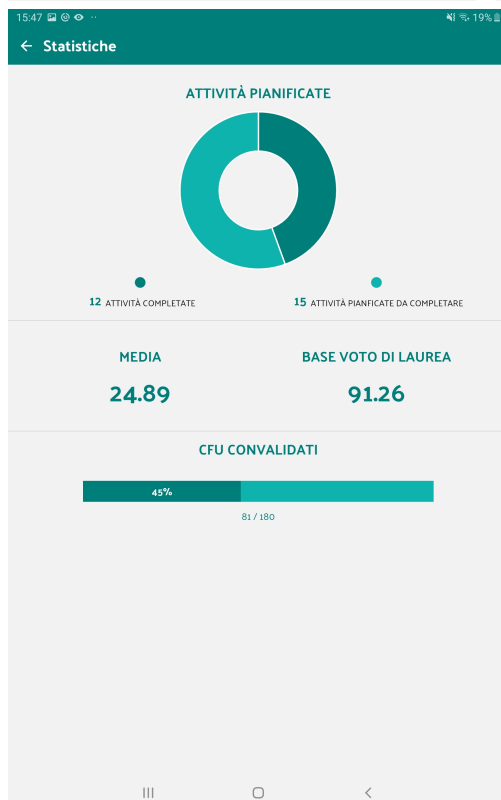 15:47 19%
Statistiche
ATTIVITÀ PIANIFICATE
12 ATTIVITÀ COMPLETATE 15 ATTIVITÀ PIANFICATE DA COMPLETARE
MEDIA BASE VOTO DI LAUREA
24.89 91.26
CFU CONVALIDATI
45%
81 / 180